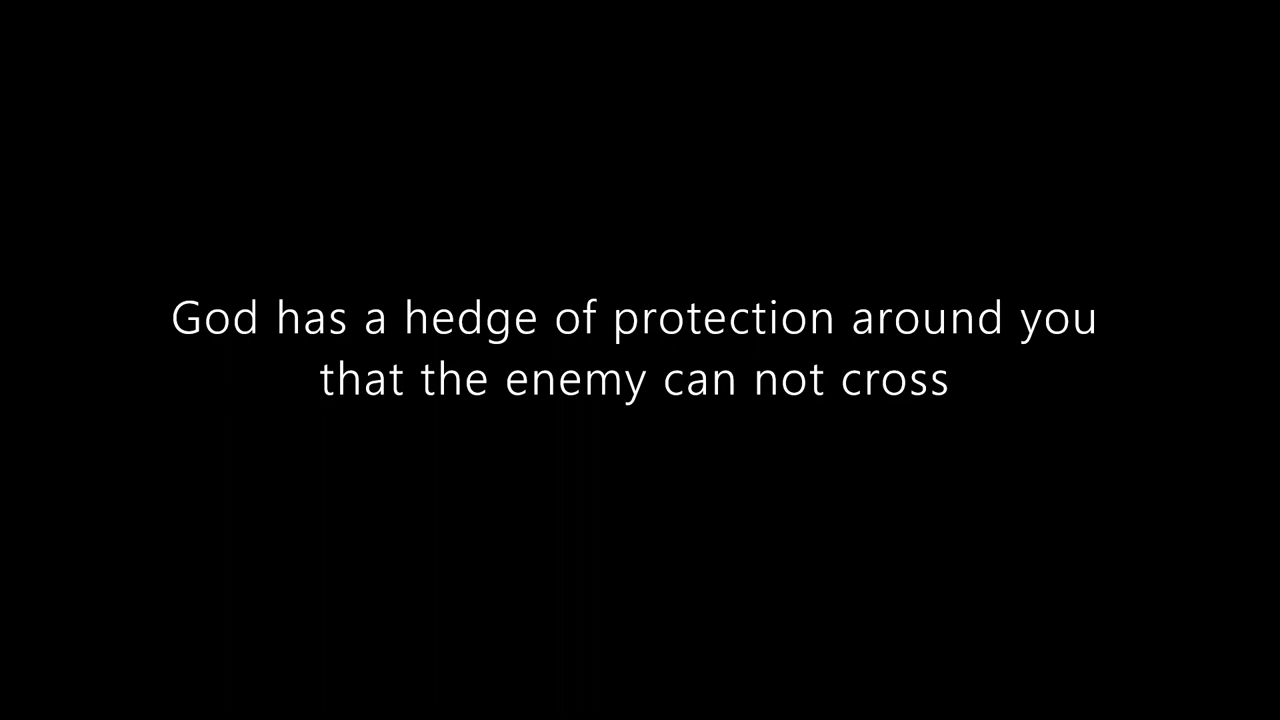 God has a hedge of protection around you
that the enemy can not cross